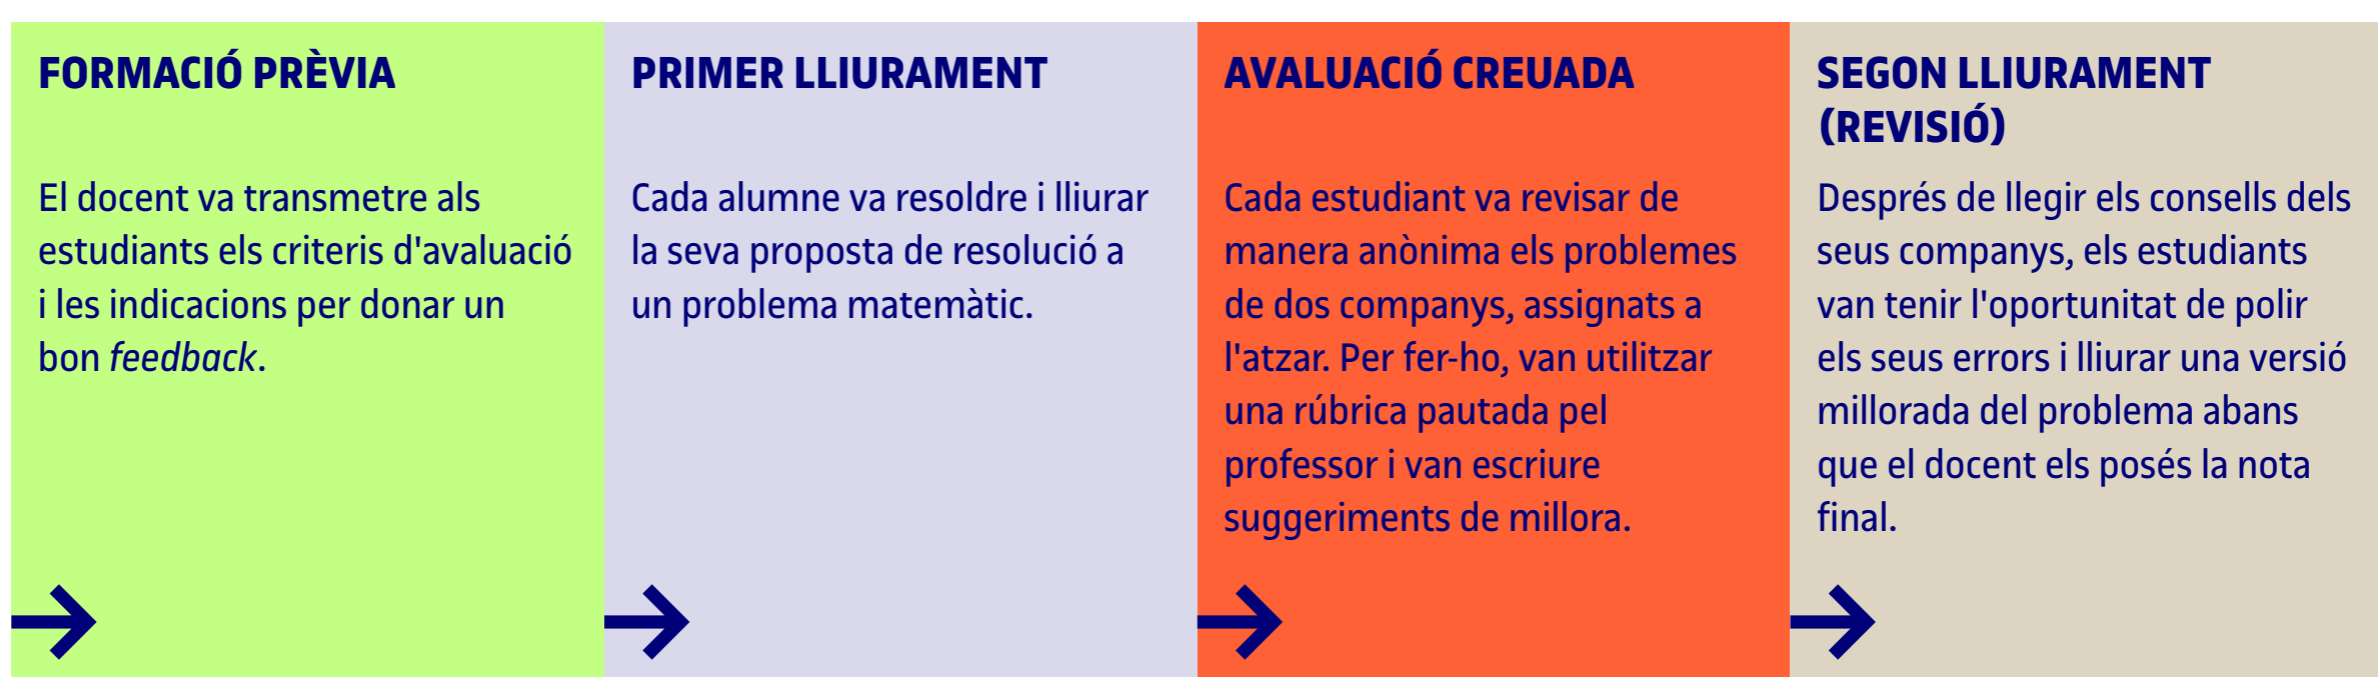 FORMACIÓ PRÈVIA
El docent va transmetre als
estudiants els criteris d'avaluació
i les indicacions per donar un
bon feedback.
PRIMER LLIURAMENT
Cada alumne va resoldre i lliurar
la seva proposta de resolució a
un problema matemàtic.
AVALUACIÓ CREUADA
Cada estudiant va revisar de
manera anònima els problemes
de dos companys, assignats a
l'atzar. Per fer-ho, van utilitzar
una rúbrica pautada pel
professor i van escriure
suggeriments de millora.
SEGON LLIURAMENT
(REVISIÓ)
Després de llegir els consells dels
seus companys, els estudiants
van tenir l'oportunitat de polir
els seus errors i lliurar una versió
millorada del problema abans
que el docent els posés la nota
final.